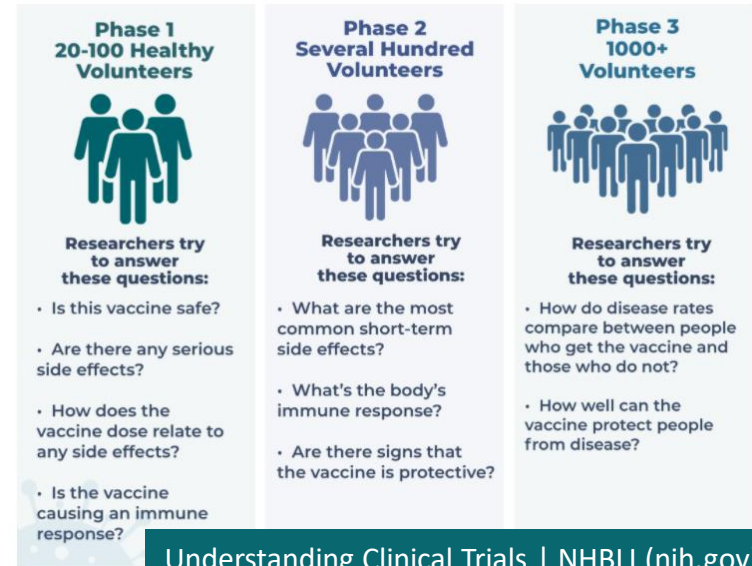 Phase 1
20-100 Healthy
Volunteers
Researchers try
to answer
these questions:
• Is this vaccine safe?
• Are there any serious
side effects?
• How does the
vaccine dose relate to
any side effects?
• Is the vaccine
causing an immune
response?
Phase 2
Several Hundred
Volunteers
Researchers try
to answer
these questions:
• What are the most
common short-term
side effects?
• What's the body's
immune response?
• Are there signs that
the vaccine is protective?
Phase 3
1000+
Volunteers
Researchers try
to answer
these questions:
• How do disease rates
compare between people
who get the vaccine and
those who do not?
• How well can the
vaccine protect people
from disease?
Understanding Clinical Trials | NHBLI (nih.gov